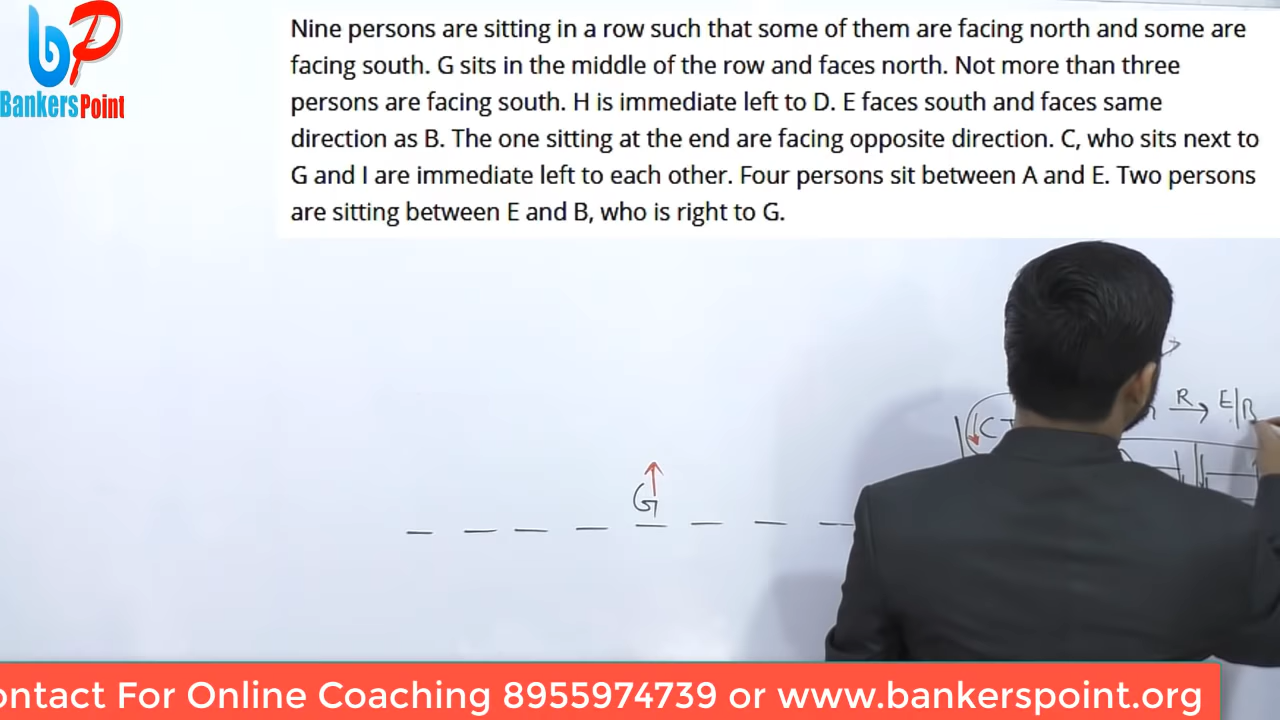 Nine persons are sitting in a row such that some of them are facing north and some are
facing south. G sits in the middle of the row and faces north. Not more than three
persons are facing south. H is immediate left to D. E faces south and faces same
direction as B. The one sitting at the end are facing opposite direction. C, who sits next to
G and I are immediate left to each other. Four persons sit between A and E. Two persons
are sitting between E and B, who is right to G.
BankersPoint
R E/B
C
G
ontact For Online Coaching 8955974739 or www.bankerspoint.org